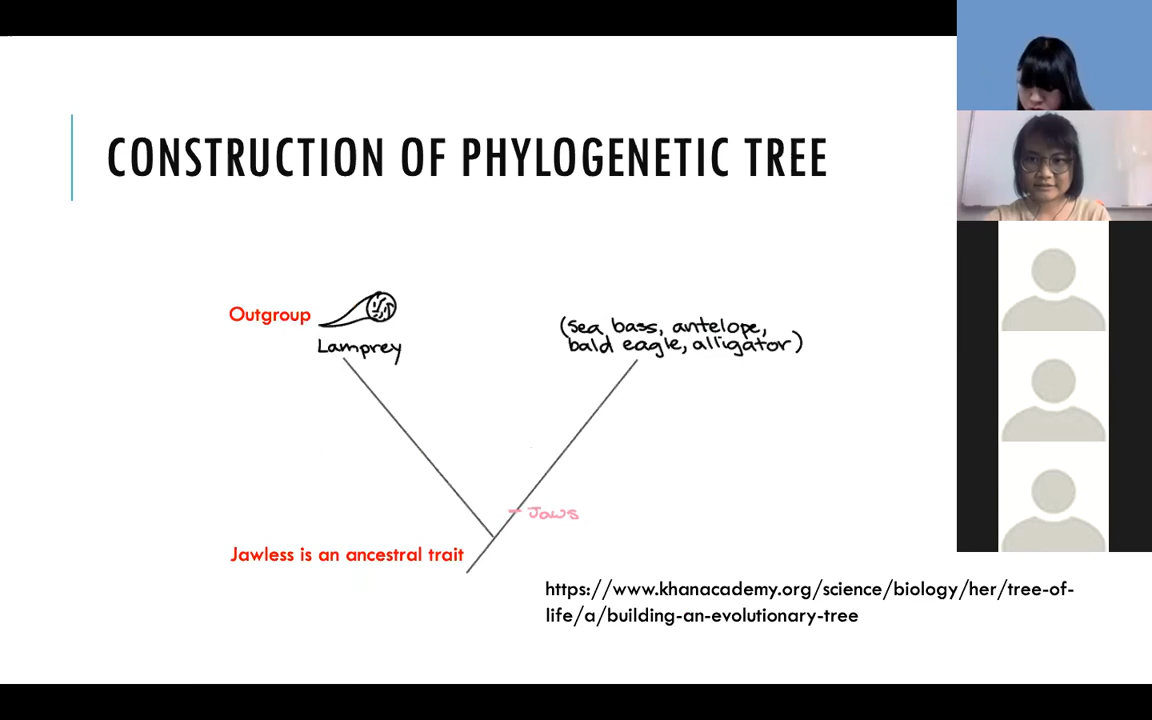 CONSTRUCTION OF PHYLOGENETIC TREE
Outgroup
Lamprey
(sea bass, antelope,
bald eagle, alligator)
Jaws
Jawless is an ancestral trait
https://www.khanacademy.org/science/biology/her/tree-of-
life/a/building-an-evolutionary-tree